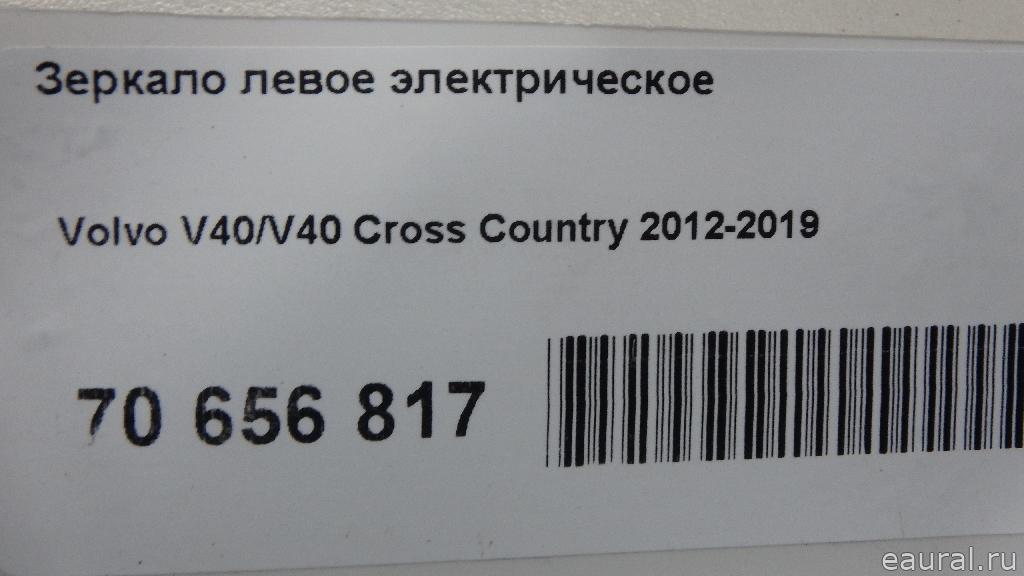 Зеркало левое электрическое
Volvo V40/V40 Cross Country 2012-2019
70 656 817
eaural.ru